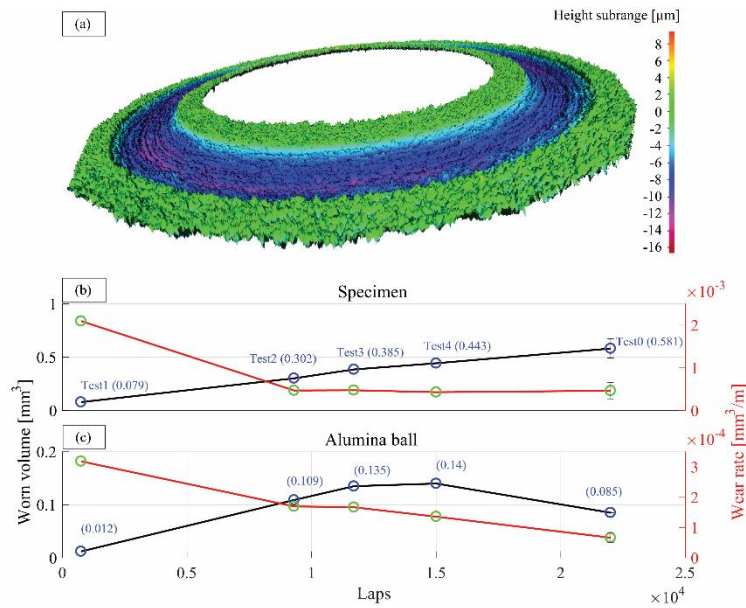 Height subrange [µm]
(a)
8
6
4
2
0
-2
-4
-6
-8
-10
-12
-14
-16
(b)
Specimen
×10⁻³
1
0.5
0
Test1 (0.079)
Test2 (0.302)
Test3 (0.385)
Test4 (0.443)
Test0 (0.581)
2
1
0
Worn volume [mm³]
Wear rate [mm³/m]
(c)
Alumina ball
×10⁻⁴
0.2
0.1
0
(0.012)
(0.109)
(0.135)
(0.14)
(0.085)
3
2
1
0
0
0.5
1.0
1.5
2.0
2.5
Laps
×10⁴